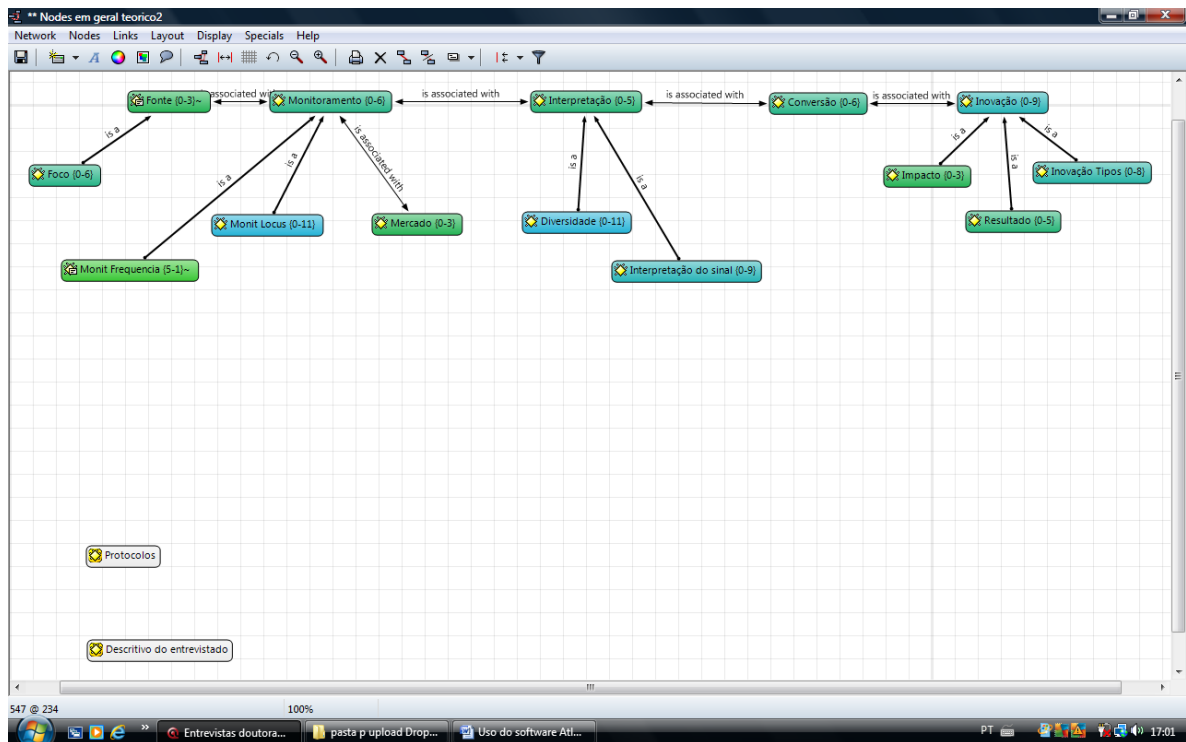 ** Nodes em geral teorico2
Network Nodes Links Layout Display Specials Help
Fonte {0-3}~
is associated with
Monitoramento {0-6}
is associated with
Interpretação {0-5}
is associated with
Conversão {0-6}
is associated with
Inovação {0-9}
is a
is a
is a
is associated with
is a
is a
is a
is a
is a
Foco {0-6}
Impacto {0-3}
Inovação Tipos {0-8}
Monit Locus {0-11}
Mercado {0-3}
Diversidade {0-11}
Resultado {0-5}
Monit Frequencia {5-1}~
Interpretação do sinal {0-9}
Protocolos
Descritivo do entrevistado
547 @ 234
100%
Entrevistas doutora...
pasta p upload Drop...
Uso do software Atl...
PT
17:01